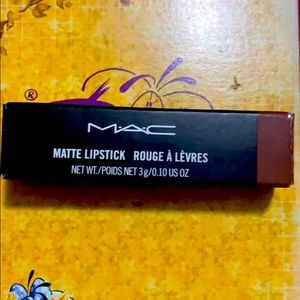 ®
MAC
MATTE LIPSTICK ROUGE À LÈVRES
NET WT./POIDS NET 3 g/0.10 US OZ